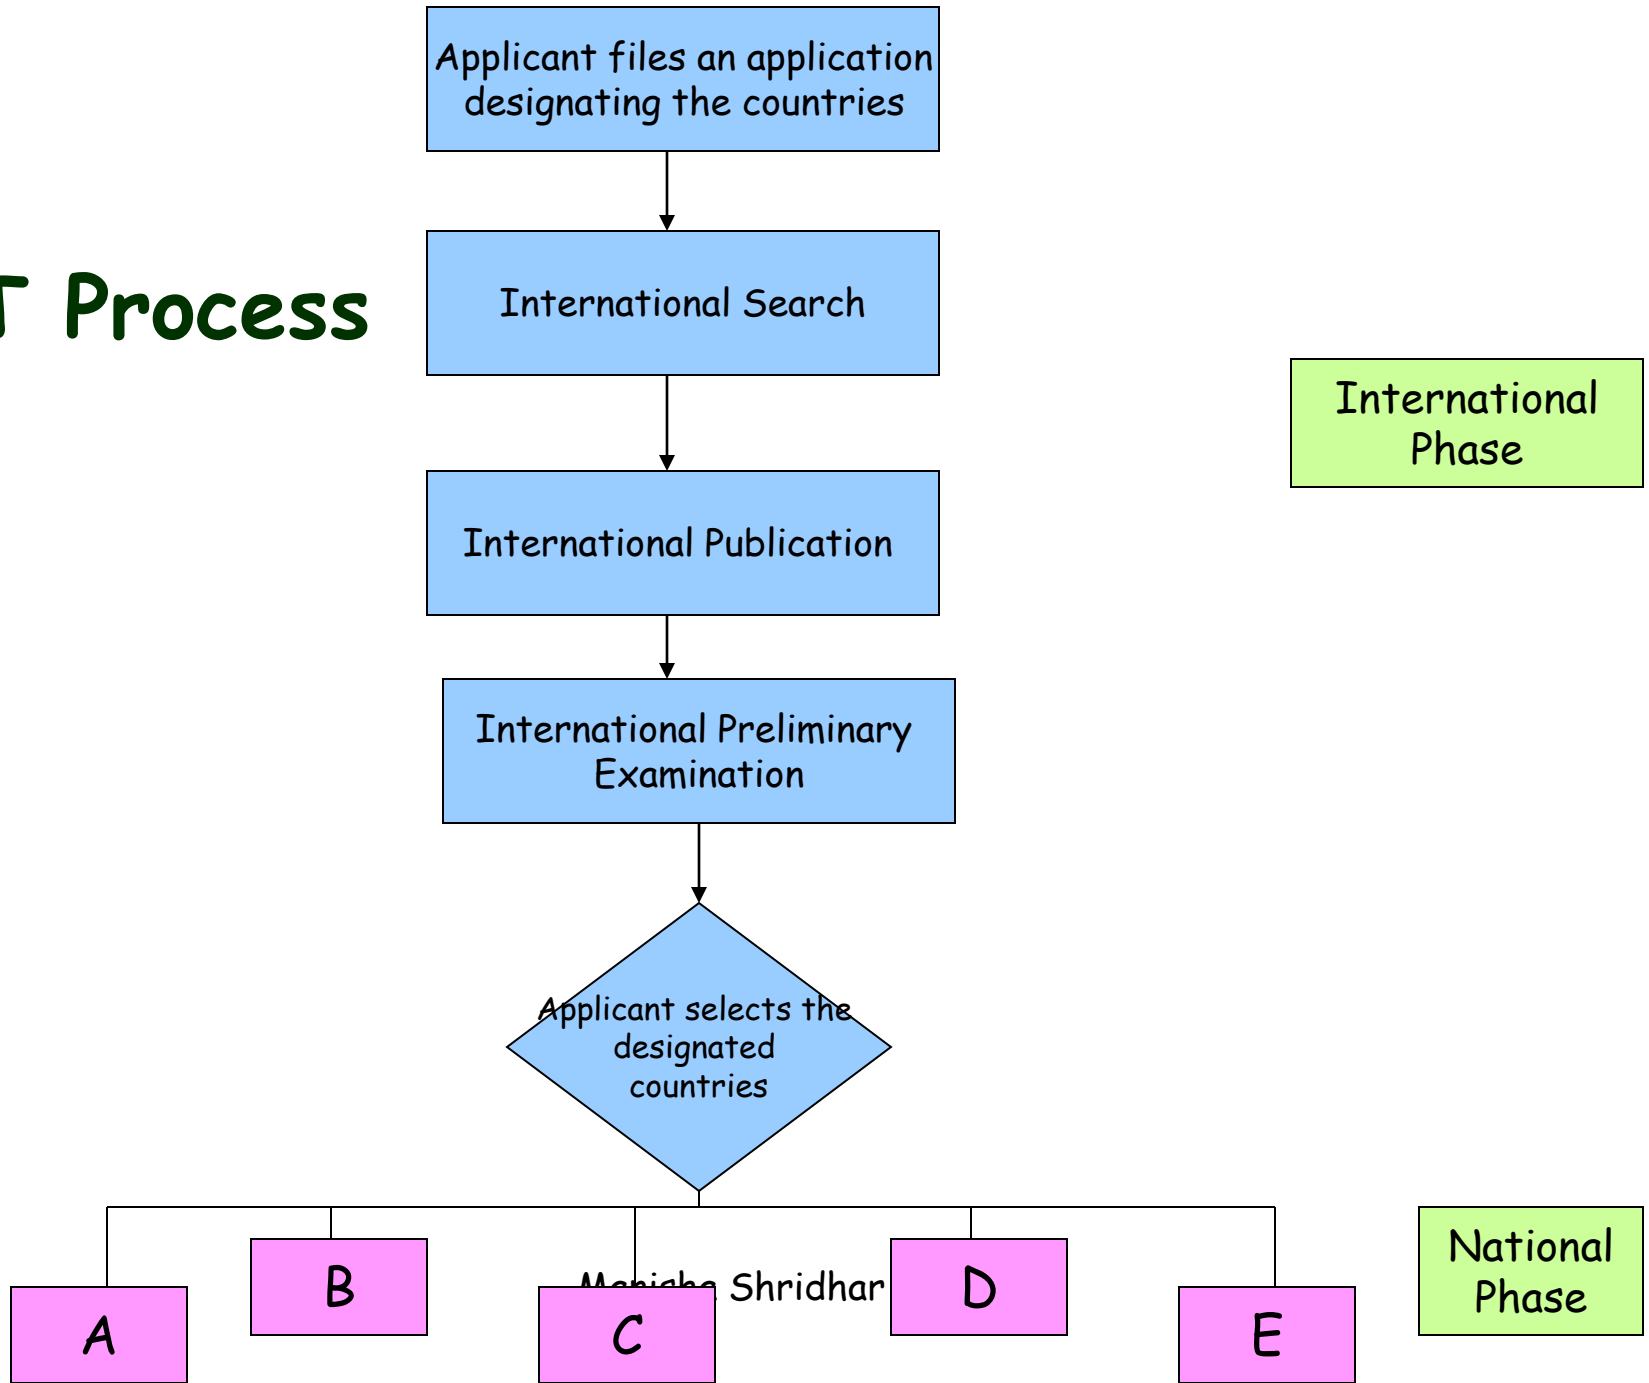 Applicant files an application
designating the countries
T Process
International Search
International
Phase
International Publication
International Preliminary
Examination
Applicant selects the
designated
countries
National
Phase
B
Shridhar
D
A
C
E